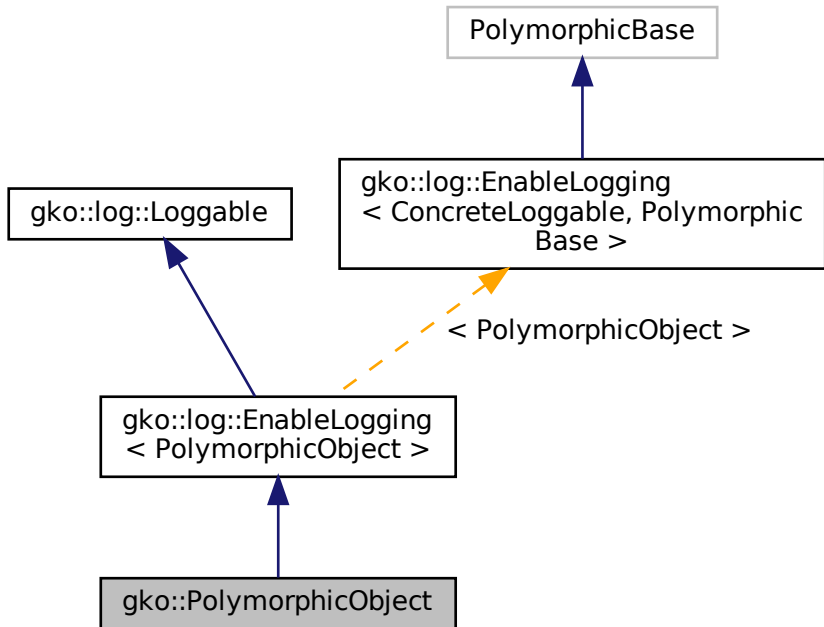 PolymorphicBase
gko::log::EnableLogging
< ConcreteLoggable, Polymorphic
Base >
gko::log::Loggable
< PolymorphicObject >
gko::log::EnableLogging
< PolymorphicObject >
gko::PolymorphicObject